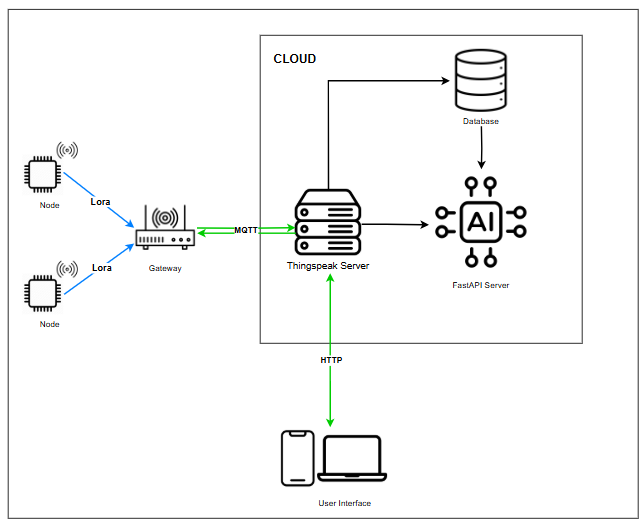 CLOUD
Database
Node
Lora
MQTT
AI
Gateway
Thingspeak Server
Lora
FastAPI Server
Node
HTTP
User Interface